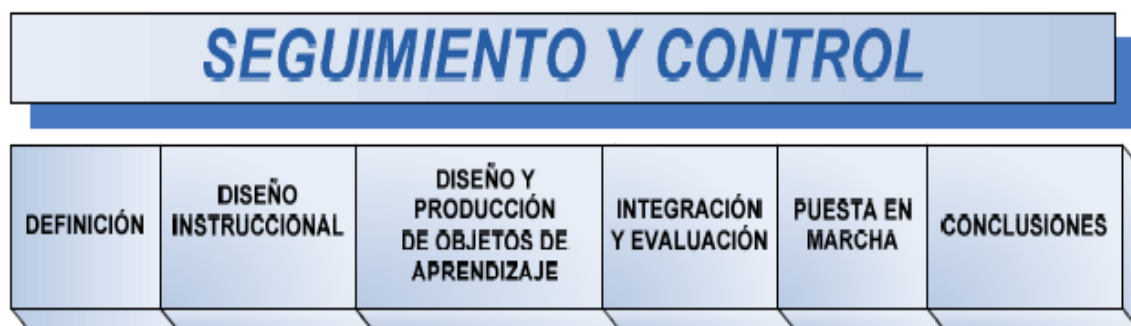 SEGUIMIENTO Y CONTROL
DEFINICIÓN
DISEÑO
INSTRUCCIONAL
DISEÑO Y
PRODUCCIÓN
DE OBJETOS DE
APRENDIZAJE
INTEGRACIÓN
Y EVALUACIÓN
PUESTA EN
MARCHA
CONCLUSIONES